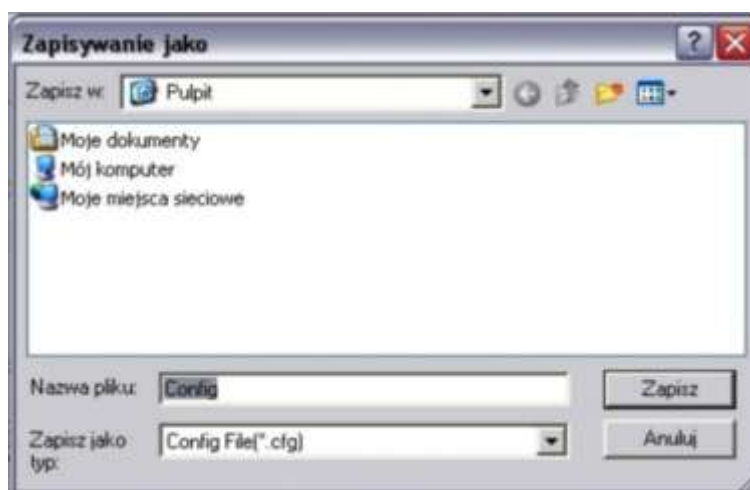 Zapisywanie jako
?
Zapisz w: Pulpit
Moje dokumenty
Mój komputer
Moje miejsca sieciowe
Nazwa pliku: Config Zapisz
Zapisz jako typ: Config File(*.cfg) Anuluj